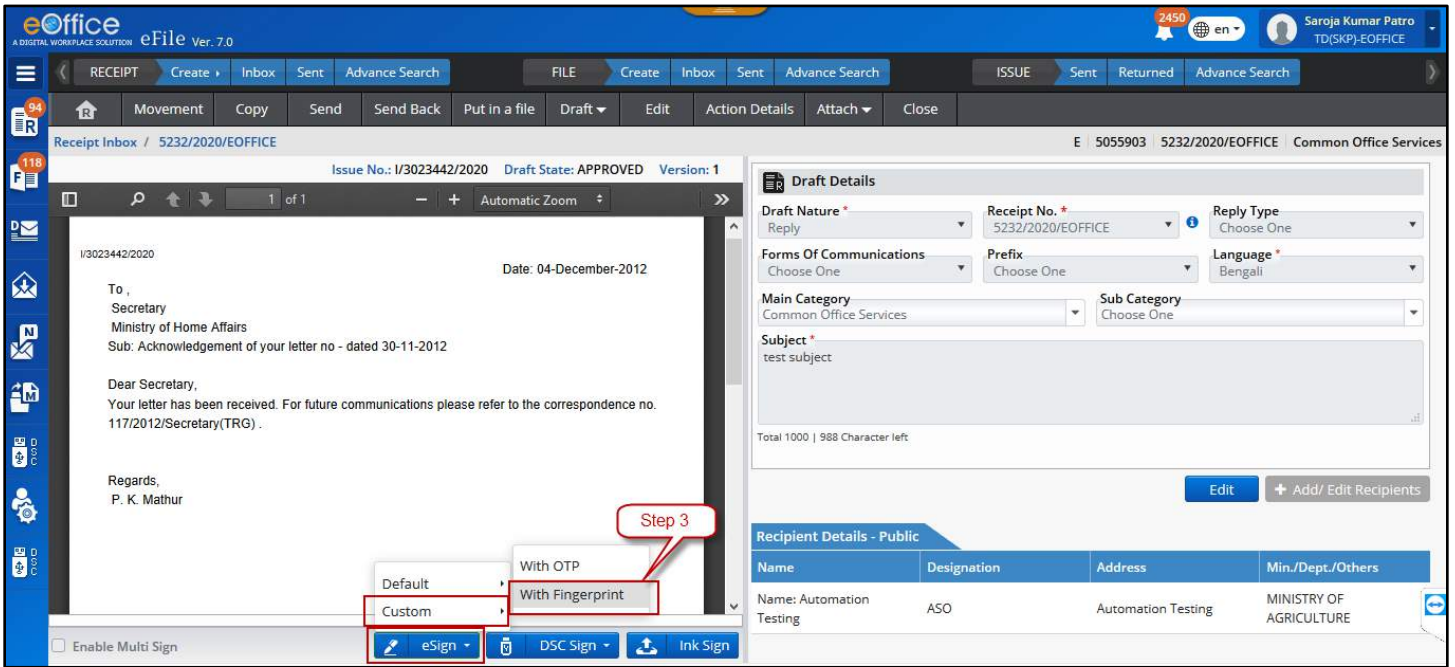 eOffice
A DIGITAL WORKPLACE SOLUTION eFile Ver. 7.0
2450
en
Saroja Kumar Patro
TD(SKP)-EOFFICE
RECEIPT Create Inbox Sent Advance Search FILE Create Inbox Sent Advance Search ISSUE Sent Returned Advance Search
94
R
R Movement Copy Send Send Back Put in a file Draft Edit Action Details Attach Close
Receipt Inbox / 5232/2020/EOFFICE
E 5055903 5232/2020/EOFFICE Common Office Services
118
F
D
N
M
DSC
DSC
Issue No.: I/3023442/2020 Draft State: APPROVED Version: 1
1 of 1 Automatic Zoom
I/3023442/2020
Date: 04-December-2012
To ,
Secretary
Ministry of Home Affairs
Sub: Acknowledgement of your letter no - dated 30-11-2012
Dear Secretary,
Your letter has been received. For future communications please refer to the correspondence no.
117/2012/Secretary(TRG) .
Regards,
P. K. Mathur
Step 3
Default
Custom
With OTP
With Fingerprint
Enable Multi Sign
eSign
DSC Sign
Ink Sign
R Draft Details
Draft Nature * Receipt No. * Reply Type
Reply 5232/2020/EOFFICE Choose One
Forms Of Communications Prefix Language *
Choose One Choose One Bengali
Main Category Sub Category
Common Office Services Choose One
Subject *
test subject
Total 1000 | 988 Character left
Edit + Add/ Edit Recipients
Recipient Details - Public
Name Designation Address Min./Dept./Others
Name: Automation Testing ASO Automation Testing MINISTRY OF AGRICULTURE